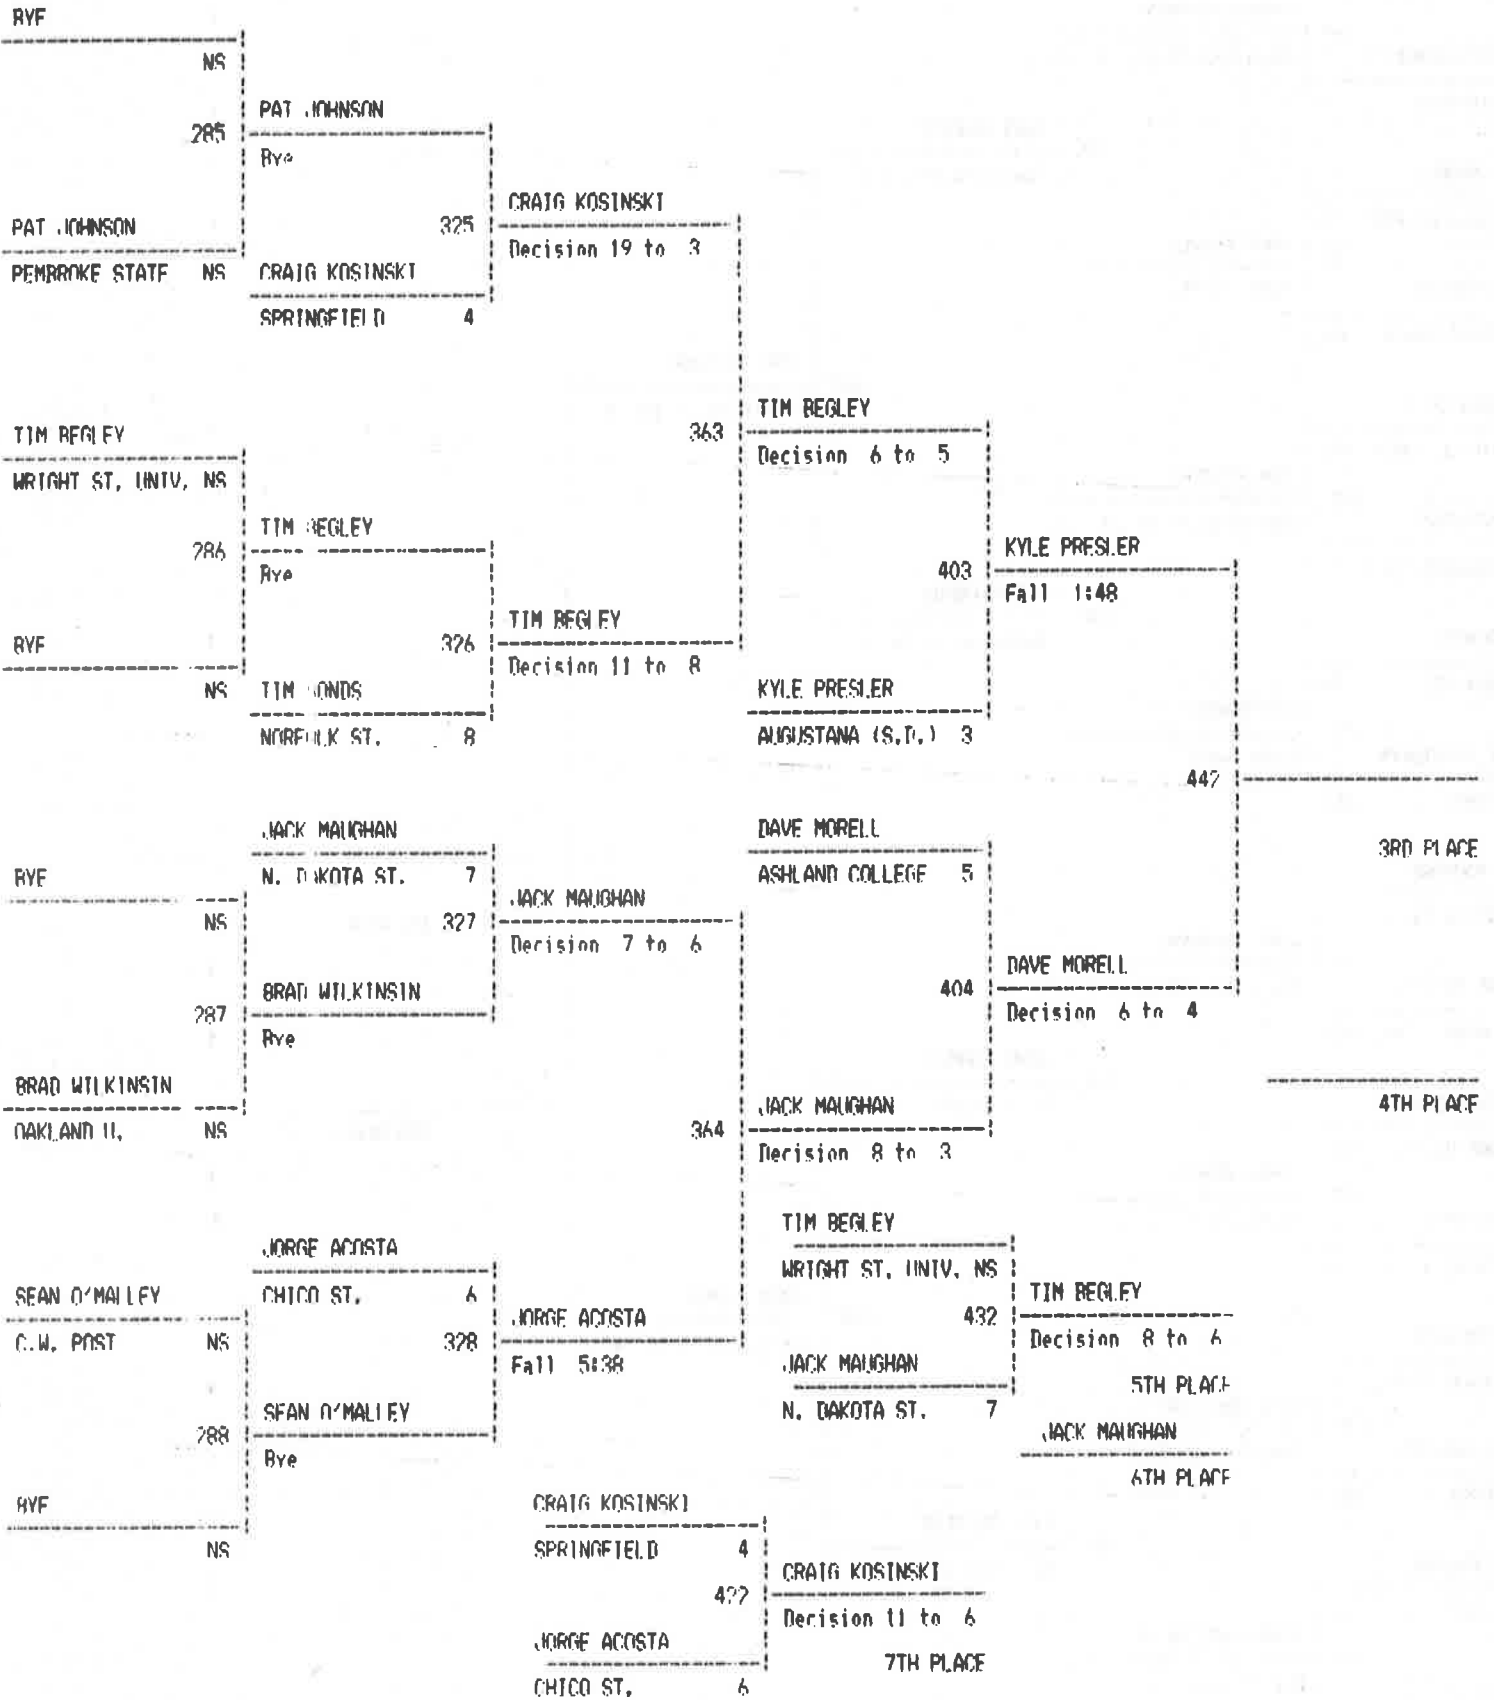 BYE
NS
PAT JOHNSON
285
Bye
CRAIG KOSINSKI
PAT JOHNSON
325
Decision 19 to 3
PEMBROKE STATE NS
CRAIG KOSINSKI
SPRINGFIELD 4
TIM BEGLEY
363
TIM BEGLEY
Decision 6 to 5
WRIGHT ST. UNIV. NS
TIM BEGLEY
286
KYLE PRESLER
Bye
403
Fall 1:48
TIM BEGLEY
BYE
326
Decision 11 to 8
NS
TIM BONDS
KYLE PRESLER
NORFOLK ST. 8
AUGUSTANA (S.D.) 3
442
JACK MAUGHAN
DAVE MORELL
3RD PLACE
BYE
N. DAKOTA ST. 7
ASHLAND COLLEGE 5
JACK MAUGHAN
NS
327
Decision 7 to 6
DAVE MORELL
BRAD WILKINSIN
404
287
Decision 6 to 4
Bye
BRAD WILKINSIN
JACK MAUGHAN
4TH PLACE
OAKLAND U. NS
364
Decision 8 to 3
TIM BEGLEY
JORGE ACOSTA
WRIGHT ST. UNIV. NS
SEAN O'MALLEY
CHICO ST. 6
TIM BEGLEY
JORGE ACOSTA
432
C.W. POST NS
328
Decision 8 to 6
Fall 5:38
JACK MAUGHAN
5TH PLACE
SEAN O'MALLEY
N. DAKOTA ST. 7
288
JACK MAUGHAN
Bye
6TH PLACE
BYE
CRAIG KOSINSKI
NS
SPRINGFIELD 4
CRAIG KOSINSKI
422
Decision 11 to 6
JORGE ACOSTA
7TH PLACE
CHICO ST. 6